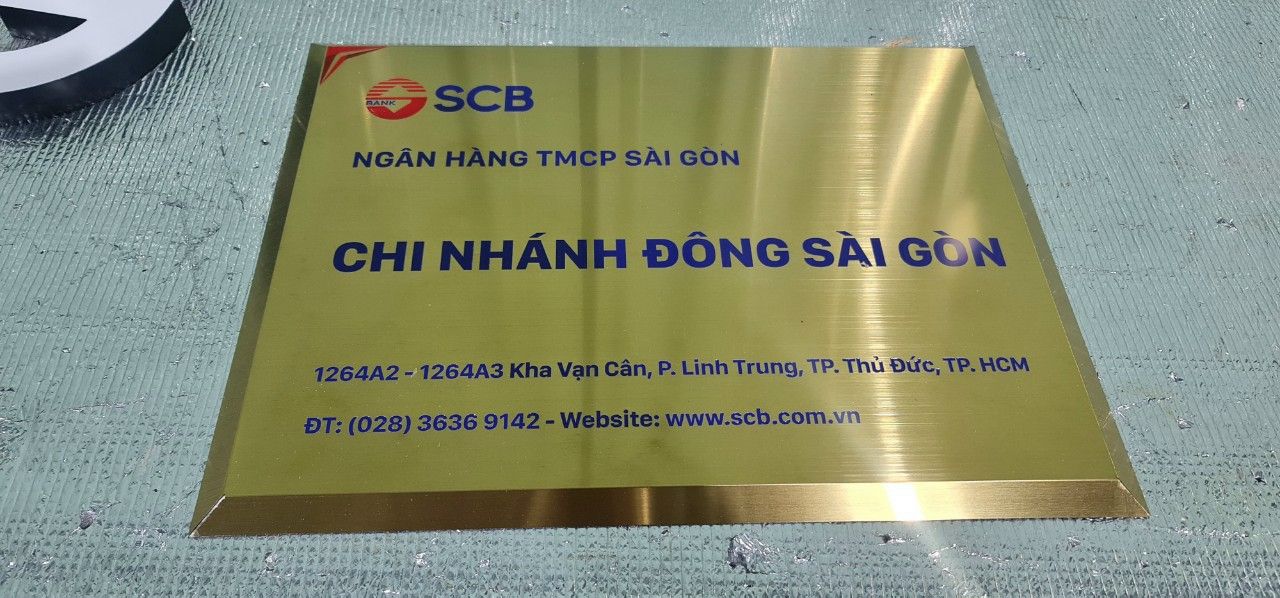 BANK SCB
NGÂN HÀNG TMCP SÀI GÒN
CHI NHÁNH ĐÔNG SÀI GÒN
1264A2 - 1264A3 Kha Vạn Cân, P. Linh Trung, TP. Thủ Đức, TP. HCM
ĐT: (028) 3636 9142 - Website: www.scb.com.vn